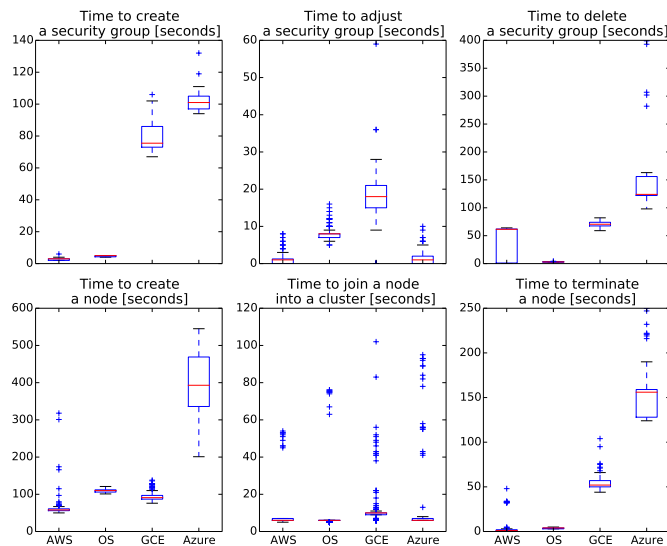 Time to create
a security group [seconds]
140
120
100
80
60
40
20
0
Time to adjust
a security group [seconds]
60
50
40
30
20
10
0
Time to delete
a security group [seconds]
400
350
300
250
200
150
100
50
0
Time to create
a node [seconds]
600
500
400
300
200
100
0
AWS OS GCE Azure
Time to join a node
into a cluster [seconds]
120
100
80
60
40
20
0
AWS OS GCE Azure
Time to terminate
a node [seconds]
250
200
150
100
50
0
AWS OS GCE Azure